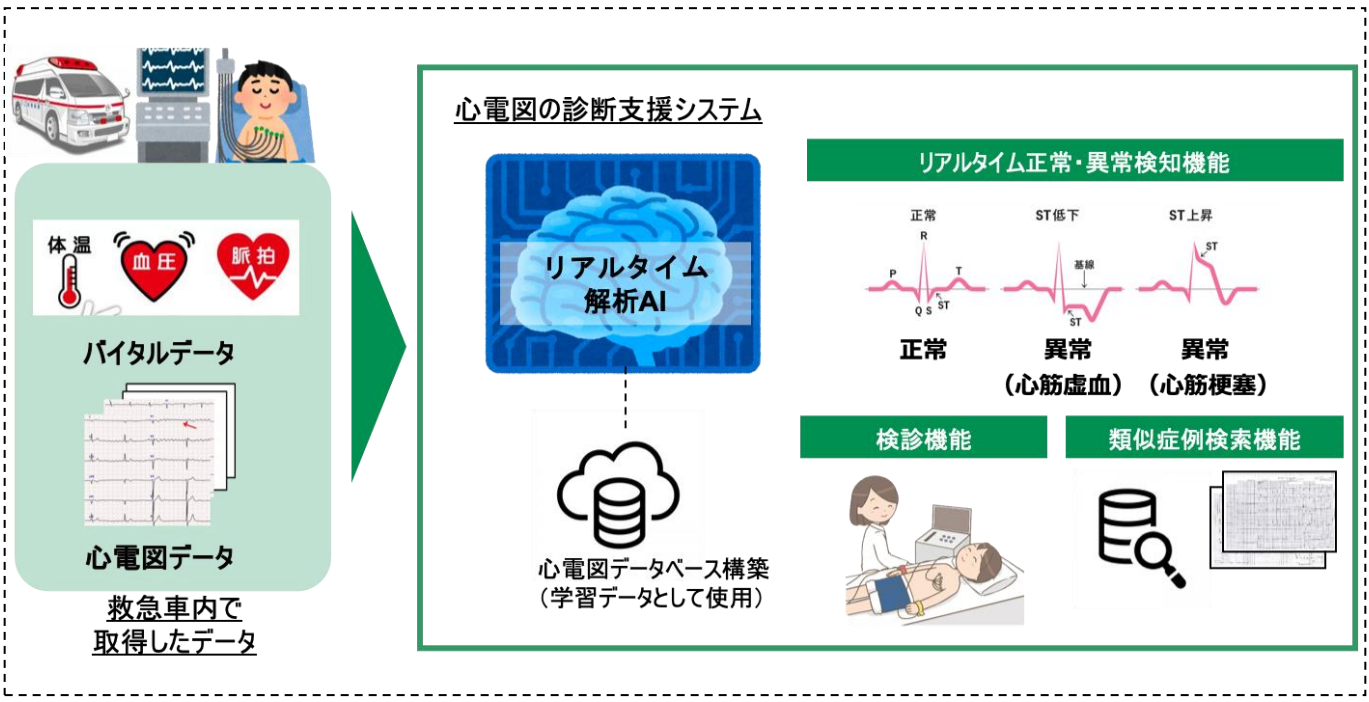 体温
血圧
脈拍
バイタルデータ
心電図データ
救急車内で
取得したデータ
心電図の診断支援システム
リアルタイム
解析AI
心電図データベース構築
（学習データとして使用）
リアルタイム正常・異常検知機能
正常
R
P
T
Q S
ST
正常
ST低下
基線
ST
異常
（心筋虚血）
ST上昇
ST
異常
（心筋梗塞）
検診機能
類似症例検索機能